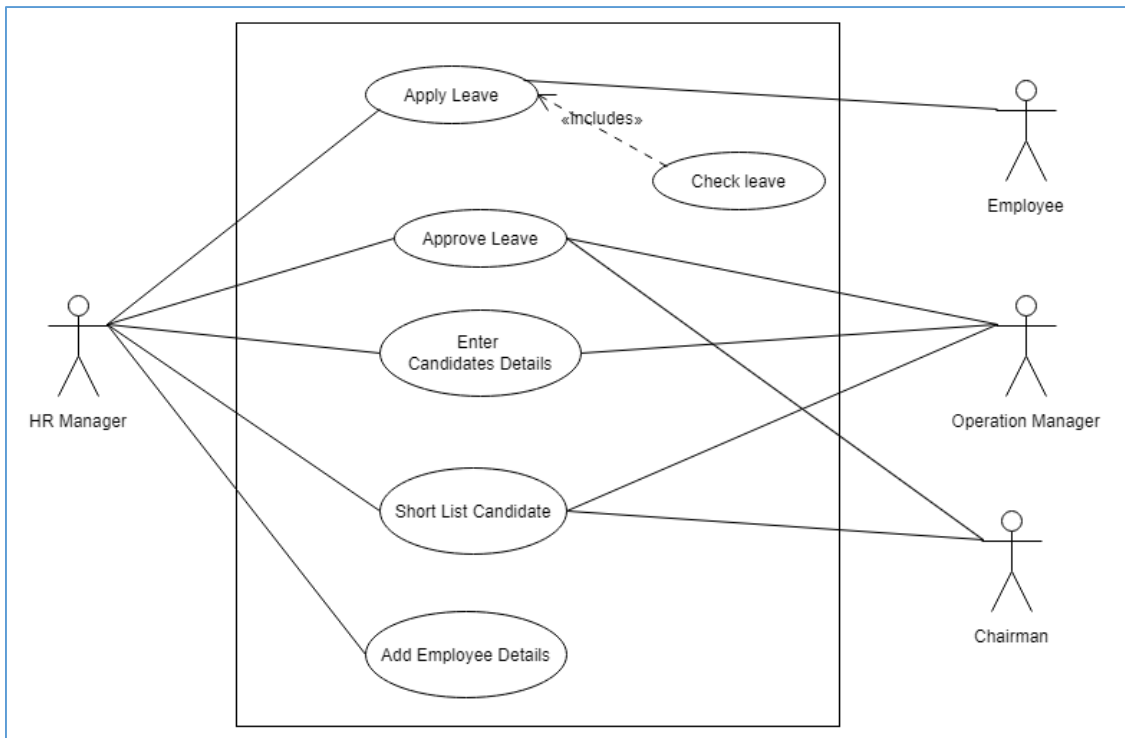 Apply Leave
«Includes»
Check leave
Employee
Approve Leave
Enter
Candidates Details
HR Manager
Operation Manager
Short List Candidate
Chairman
Add Employee Details